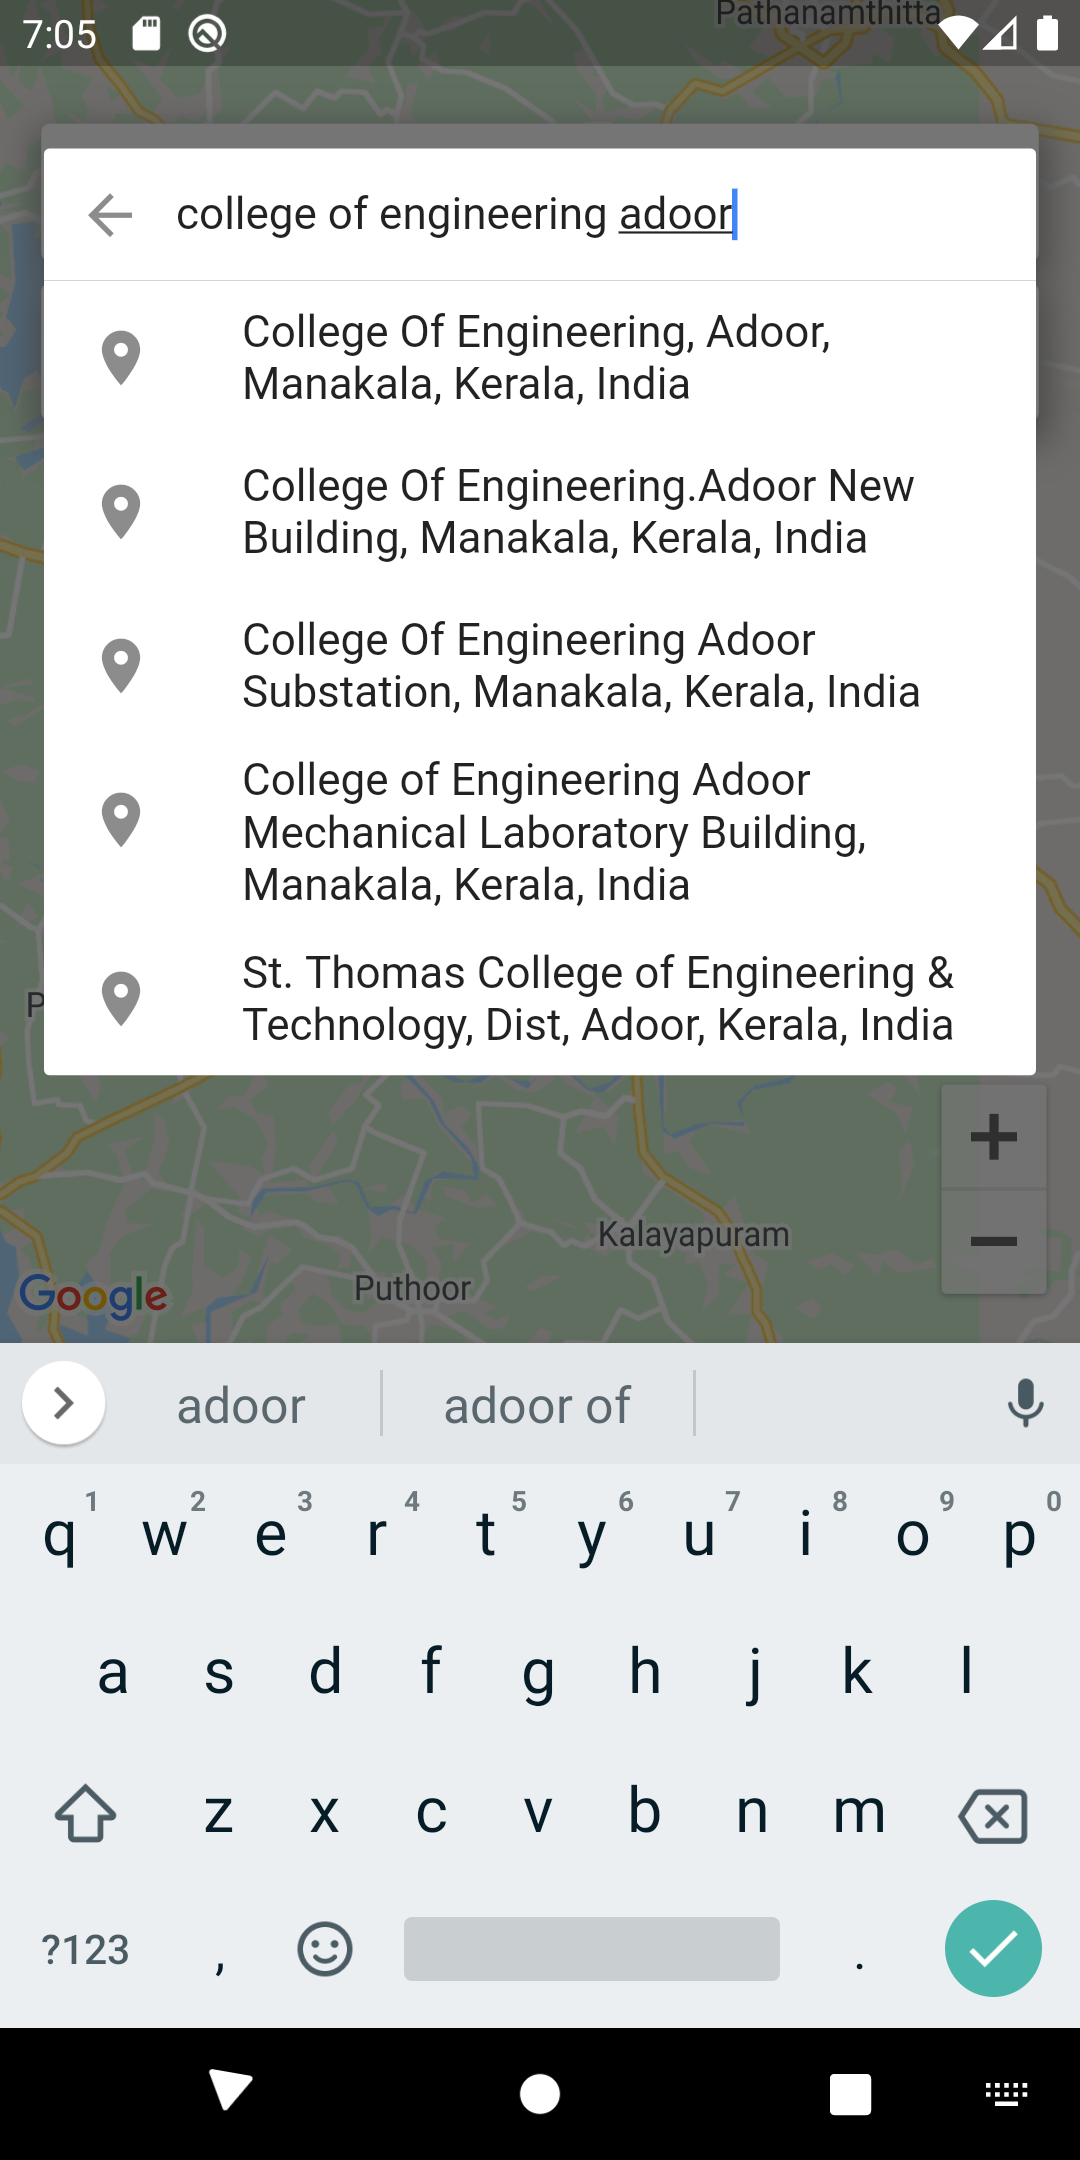 7:05
Pathanamthitta
college of engineering adoor
College Of Engineering, Adoor,
Manakala, Kerala, India
College Of Engineering.Adoor New
Building, Manakala, Kerala, India
College Of Engineering Adoor
Substation, Manakala, Kerala, India
College of Engineering Adoor
Mechanical Laboratory Building,
Manakala, Kerala, India
P
St. Thomas College of Engineering &
Technology, Dist, Adoor, Kerala, India
+
−
Kalayapuram
Puthoor
Google
adoor adoor of
1 2 3 4 5 6 7 8 9 0
q w e r t y u i o p
a s d f g h j k l
z x c v b n m
?123 , .